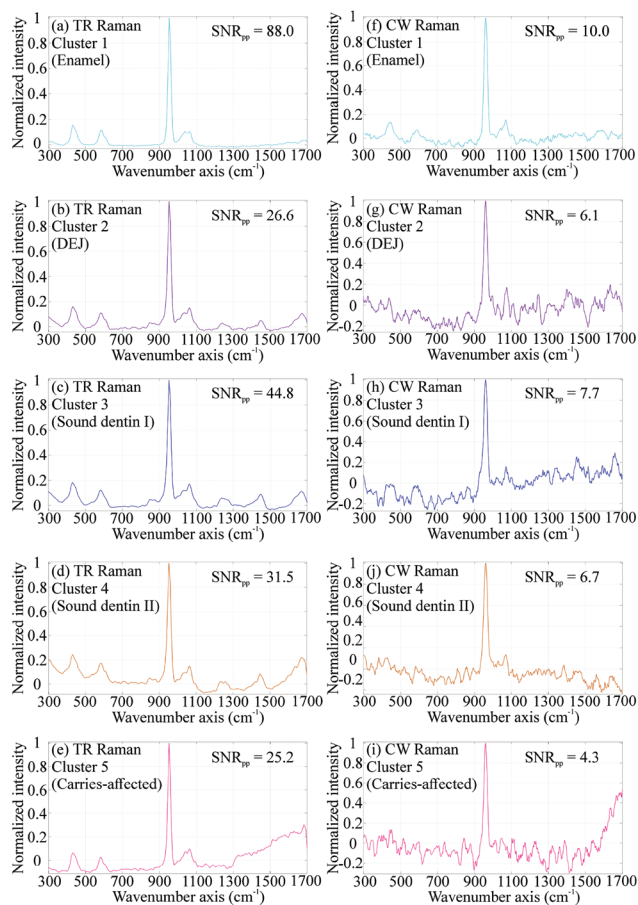 (a) TR Raman
Cluster 1
(Enamel)
SNRpp = 88.0
Normalized intensity
1
0.8
0.6
0.4
0.2
0
300 500 700 900 1100 1300 1500 1700
Wavenumber axis (cm-1)
(f) CW Raman
Cluster 1
(Enamel)
SNRpp = 10.0
Normalized intensity
1
0.8
0.6
0.4
0.2
0
300 500 700 900 1100 1300 1500 1700
Wavenumber axis (cm-1)
(b) TR Raman
Cluster 2
(DEJ)
SNRpp = 26.6
Normalized intensity
1
0.8
0.6
0.4
0.2
0
300 500 700 900 1100 1300 1500 1700
Wavenumber axis (cm-1)
(g) CW Raman
Cluster 2
(DEJ)
SNRpp = 6.1
Normalized intensity
1
0.8
0.6
0.4
0.2
0
-0.2
300 500 700 900 1100 1300 1500 1700
Wavenumber axis (cm-1)
(c) TR Raman
Cluster 3
(Sound dentin I)
SNRpp = 44.8
Normalized intensity
1
0.8
0.6
0.4
0.2
0
300 500 700 900 1100 1300 1500 1700
Wavenumber axis (cm-1)
(h) CW Raman
Cluster 3
(Sound dentin I)
SNRpp = 7.7
Normalized intensity
1
0.8
0.6
0.4
0.2
0
-0.2
300 500 700 900 1100 1300 1500 1700
Wavenumber axis (cm-1)
(d) TR Raman
Cluster 4
(Sound dentin II)
SNRpp = 31.5
Normalized intensity
1
0.8
0.6
0.4
0.2
0
300 500 700 900 1100 1300 1500 1700
Wavenumber axis (cm-1)
(j) CW Raman
Cluster 4
(Sound dentin II)
SNRpp = 6.7
Normalized intensity
1
0.8
0.6
0.4
0
-0.2
300 500 700 900 1100 1300 1500 1700
Wavenumber axis (cm-1)
(e) TR Raman
Cluster 5
(Carries-affected)
SNRpp = 25.2
Normalized intensity
1
0.8
0.6
0.4
0.2
0
300 500 700 900 1100 1300 1500 1700
Wavenumber axis (cm-1)
(i) CW Raman
Cluster 5
(Carries-affected)
SNRpp = 4.3
Normalized intensity
1
0.8
0.6
0.4
0.2
0
-0.2
300 500 700 900 1100 1300 1500 1700
Wavenumber axis (cm-1)